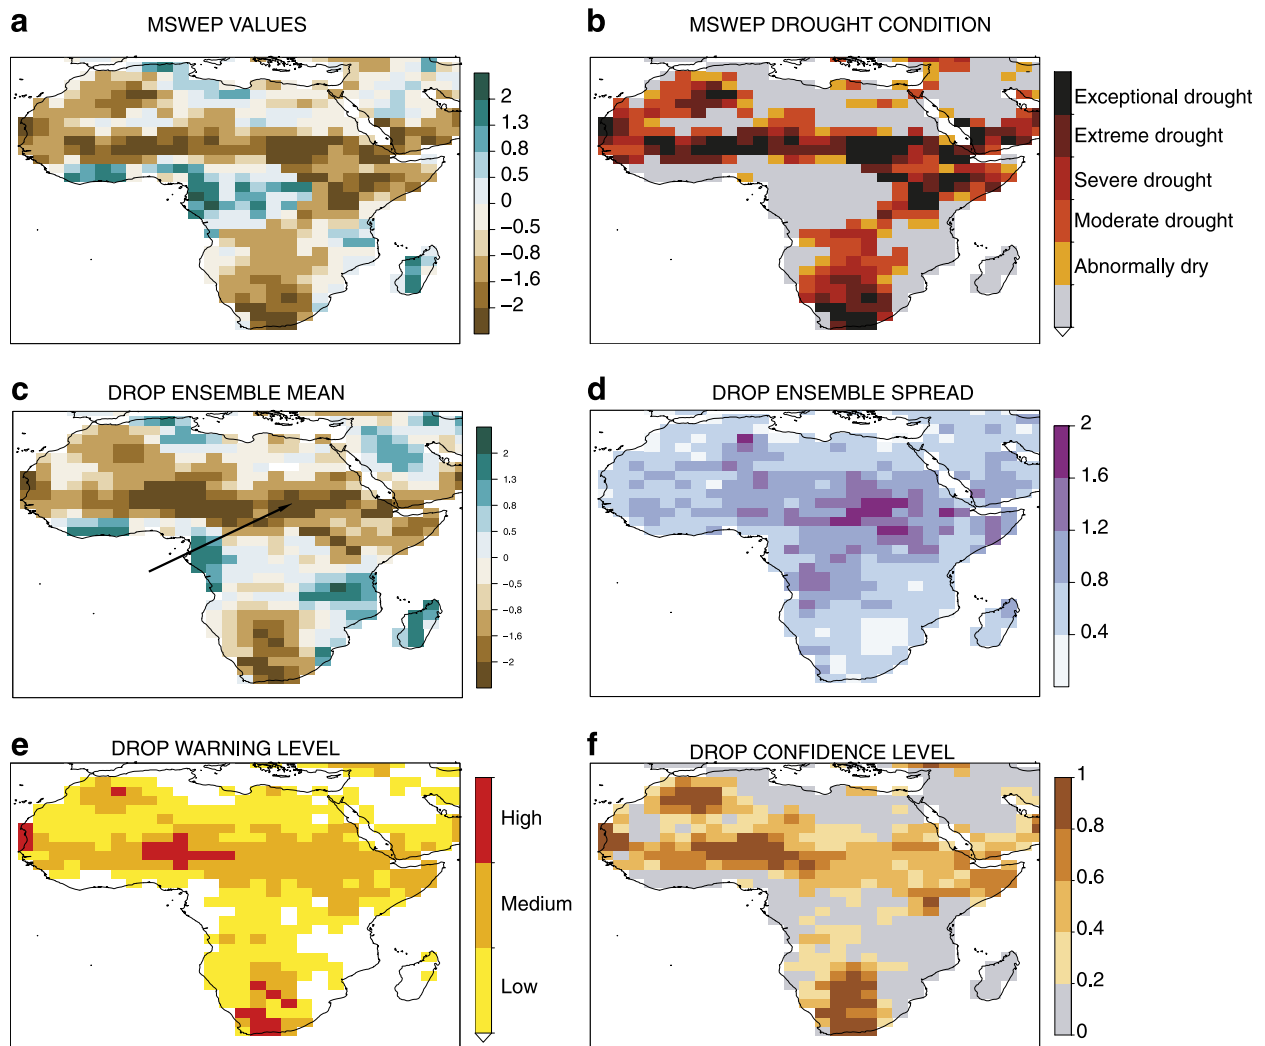 a
MSWEP VALUES
2
1.3
0.8
0.5
0
−0.5
−0.8
−1.6
−2
b
MSWEP DROUGHT CONDITION
Exceptional drought
Extreme drought
Severe drought
Moderate drought
Abnormally dry
c
DROP ENSEMBLE MEAN
2
1.3
0.8
0.5
0
−0.5
−0.8
−1.6
−2
d
DROP ENSEMBLE SPREAD
2
1.6
1.2
0.8
0.4
e
DROP WARNING LEVEL
High
Medium
Low
f
DROP CONFIDENCE LEVEL
1
0.8
0.6
0.4
0.2
0